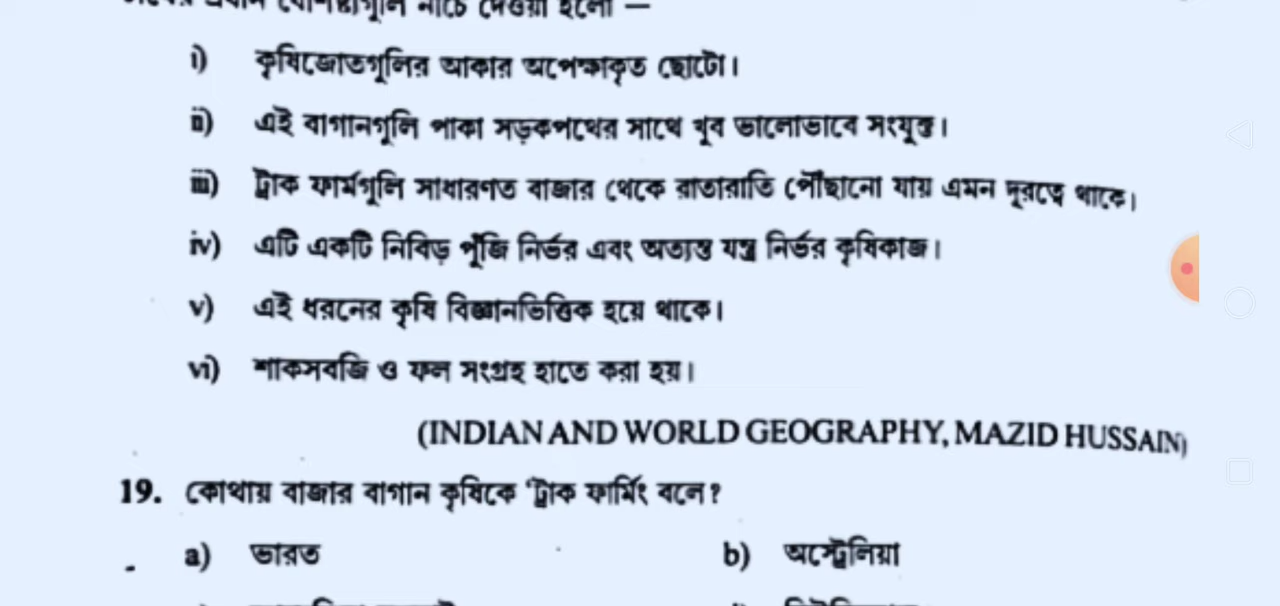 i) কৃষিজোতগুলির আকার অপেক্ষাকৃত ছোটো।
ii) এই বাগানগুলি পাকা সড়কপথের সাথে খুব ভালোভাবে সংযুক্ত।
iii) ট্রাক ফার্মগুলি সাধারণত বাজার থেকে রাতারাতি পৌঁছানো যায় এমন দূরত্বে থাকে।
iv) এটি একটি নিবিড় পুঁজি নির্ভর এবং অত্যন্ত যন্ত্র নির্ভর কৃষিকাজ।
v) এই ধরনের কৃষি বিজ্ঞানভিত্তিক হয়ে থাকে।
vi) শাকসবজি ও ফল সংগ্রহ হাতে করা হয়।
(INDIAN AND WORLD GEOGRAPHY, MAZID HUSSAIN)
19. কোথায় বাজার বাগান কৃষিকে 'ট্রাক ফার্মিং বলে?
a) ভারত b) অস্ট্রেলিয়া